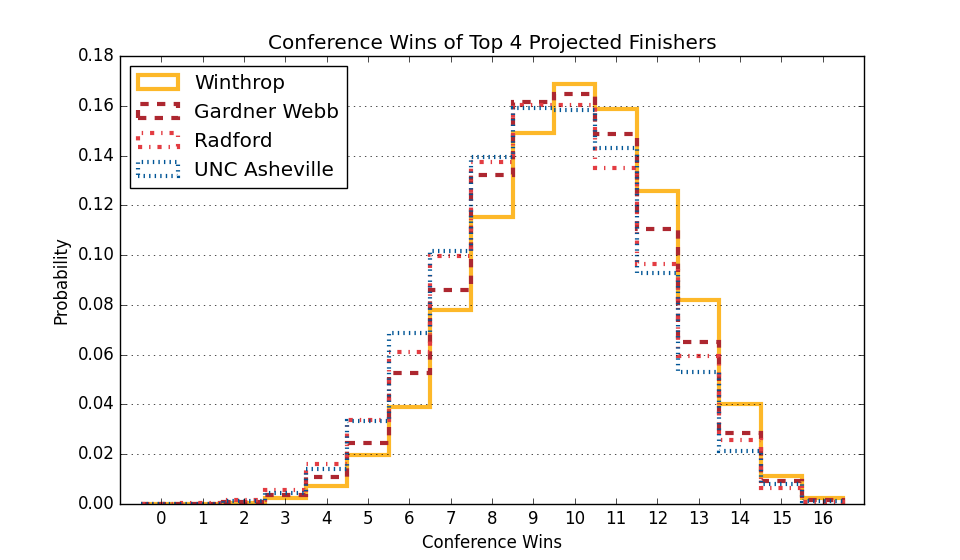 Conference Wins of Top 4 Projected Finishers
0.18
0.16
0.14
0.12
0.10
0.08
0.06
0.04
0.02
0.00
Probability
Winthrop
Gardner Webb
Radford
UNC Asheville
0 1 2 3 4 5 6 7 8 9 10 11 12 13 14 15 16
Conference Wins